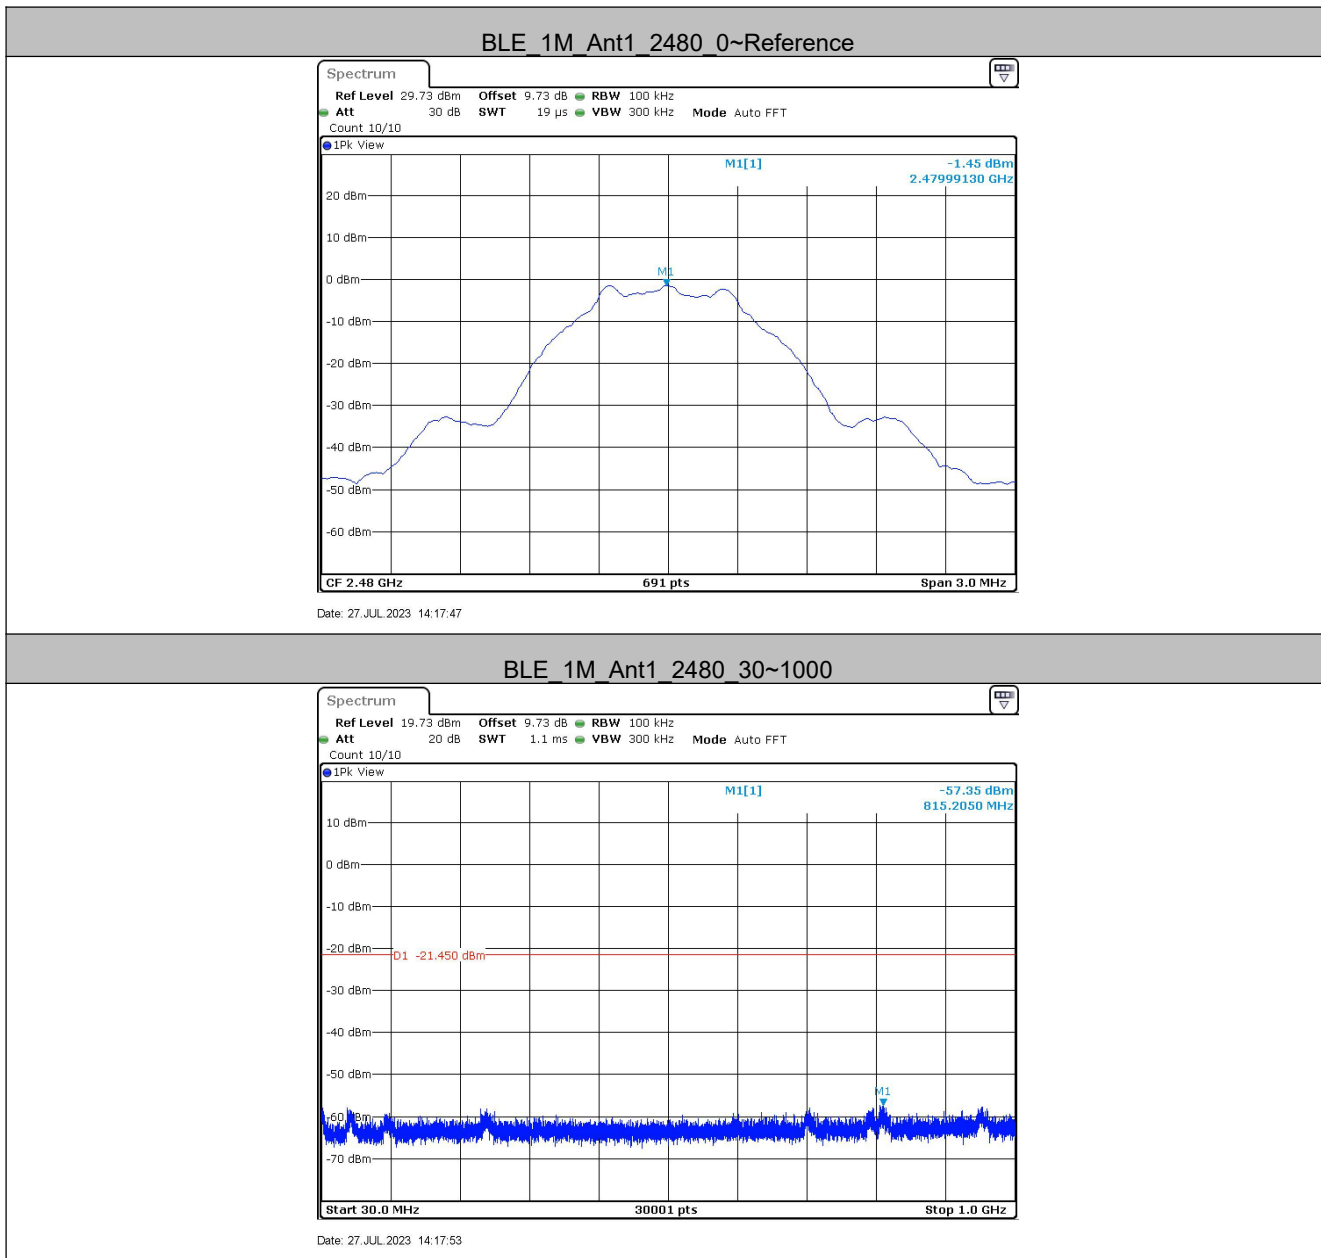 BLE_1M_Ant1_2480_0~Reference
Spectrum
Ref Level 29.73 dBm Offset 9.73 dB RBW 100 kHz
Att 30 dB SWT 19 µs VBW 300 kHz Mode Auto FFT
Count 10/10
1Pk View
M1[1] -1.45 dBm
2.47999130 GHz
20 dBm
10 dBm
M1
0 dBm
-10 dBm
-20 dBm
-30 dBm
-40 dBm
-50 dBm
-60 dBm
CF 2.48 GHz 691 pts Span 3.0 MHz
Date: 27.JUL.2023 14:17:47
BLE_1M_Ant1_2480_30~1000
Spectrum
Ref Level 19.73 dBm Offset 9.73 dB RBW 100 kHz
Att 20 dB SWT 1.1 ms VBW 300 kHz Mode Auto FFT
Count 10/10
1Pk View
M1[1] -57.35 dBm
815.2050 MHz
10 dBm
0 dBm
-10 dBm
-20 dBm
D1 -21.450 dBm
-30 dBm
-40 dBm
-50 dBm
M1
-60 dBm
-70 dBm
Start 30.0 MHz 30001 pts Stop 1.0 GHz
Date: 27.JUL.2023 14:17:53